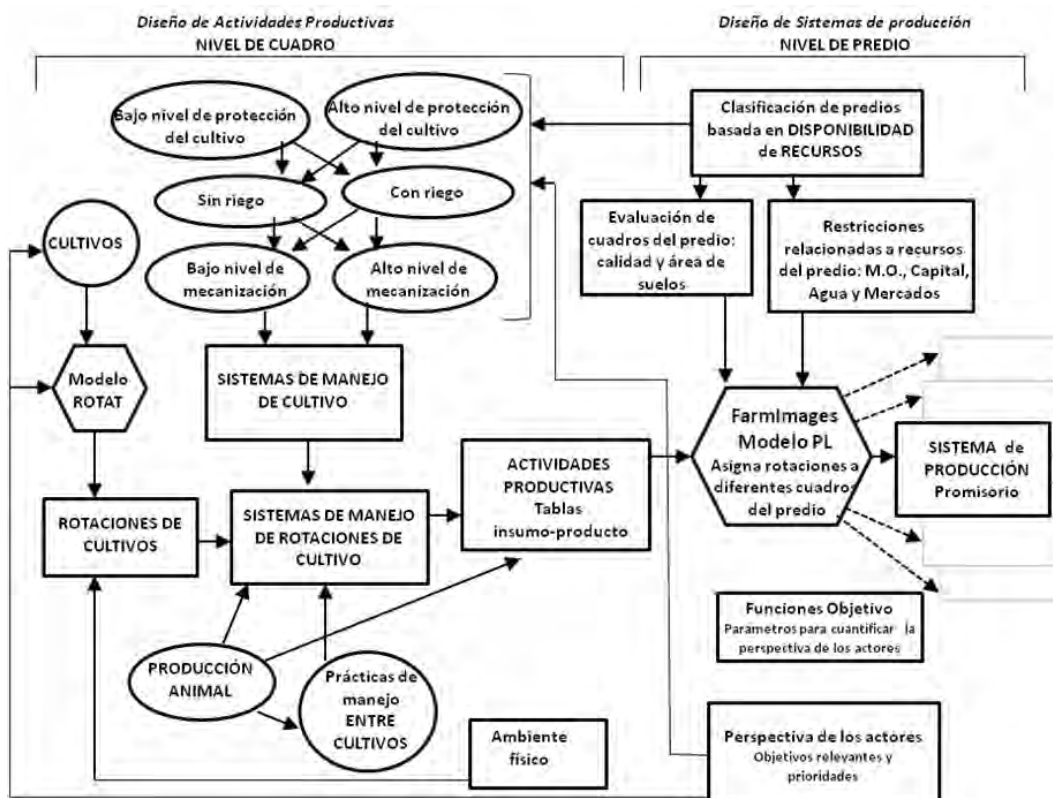 Diseño de Actividades Productivas
NIVEL DE CUADRO
Diseño de Sistemas de producción
NIVEL DE PREDIO
Bajo nivel de protección
del cultivo
Alto nivel de protección
del cultivo
Clasificación de predios
basada en DISPONIBILIDAD
de RECURSOS
Sin riego
Con riego
CULTIVOS
Bajo nivel de
mecanización
Alto nivel de
mecanización
Evaluación de
cuadros del predio:
calidad y área de
suelos
Restricciones
relacionadas a recursos
del predio: M.O., Capital,
Agua y Mercados
Modelo
ROTAT
SISTEMAS DE MANEJO
DE CULTIVO
FarmImages
Modelo PL
Asigna rotaciones a
diferentes cuadros
del predio
SISTEMA de
PRODUCCIÓN
Promisorio
ROTACIONES DE
CULTIVOS
SISTEMAS DE MANEJO
DE ROTACIONES DE
CULTIVO
ACTIVIDADES
PRODUCTIVAS
Tablas
insumo-producto
Funciones Objetivo
Parámetros para cuantificar la
perspectiva de los actores
PRODUCCIÓN
ANIMAL
Prácticas de
manejo
ENTRE
CULTIVOS
Ambiente
físico
Perspectiva de los actores
Objetivos relevantes y
prioridades